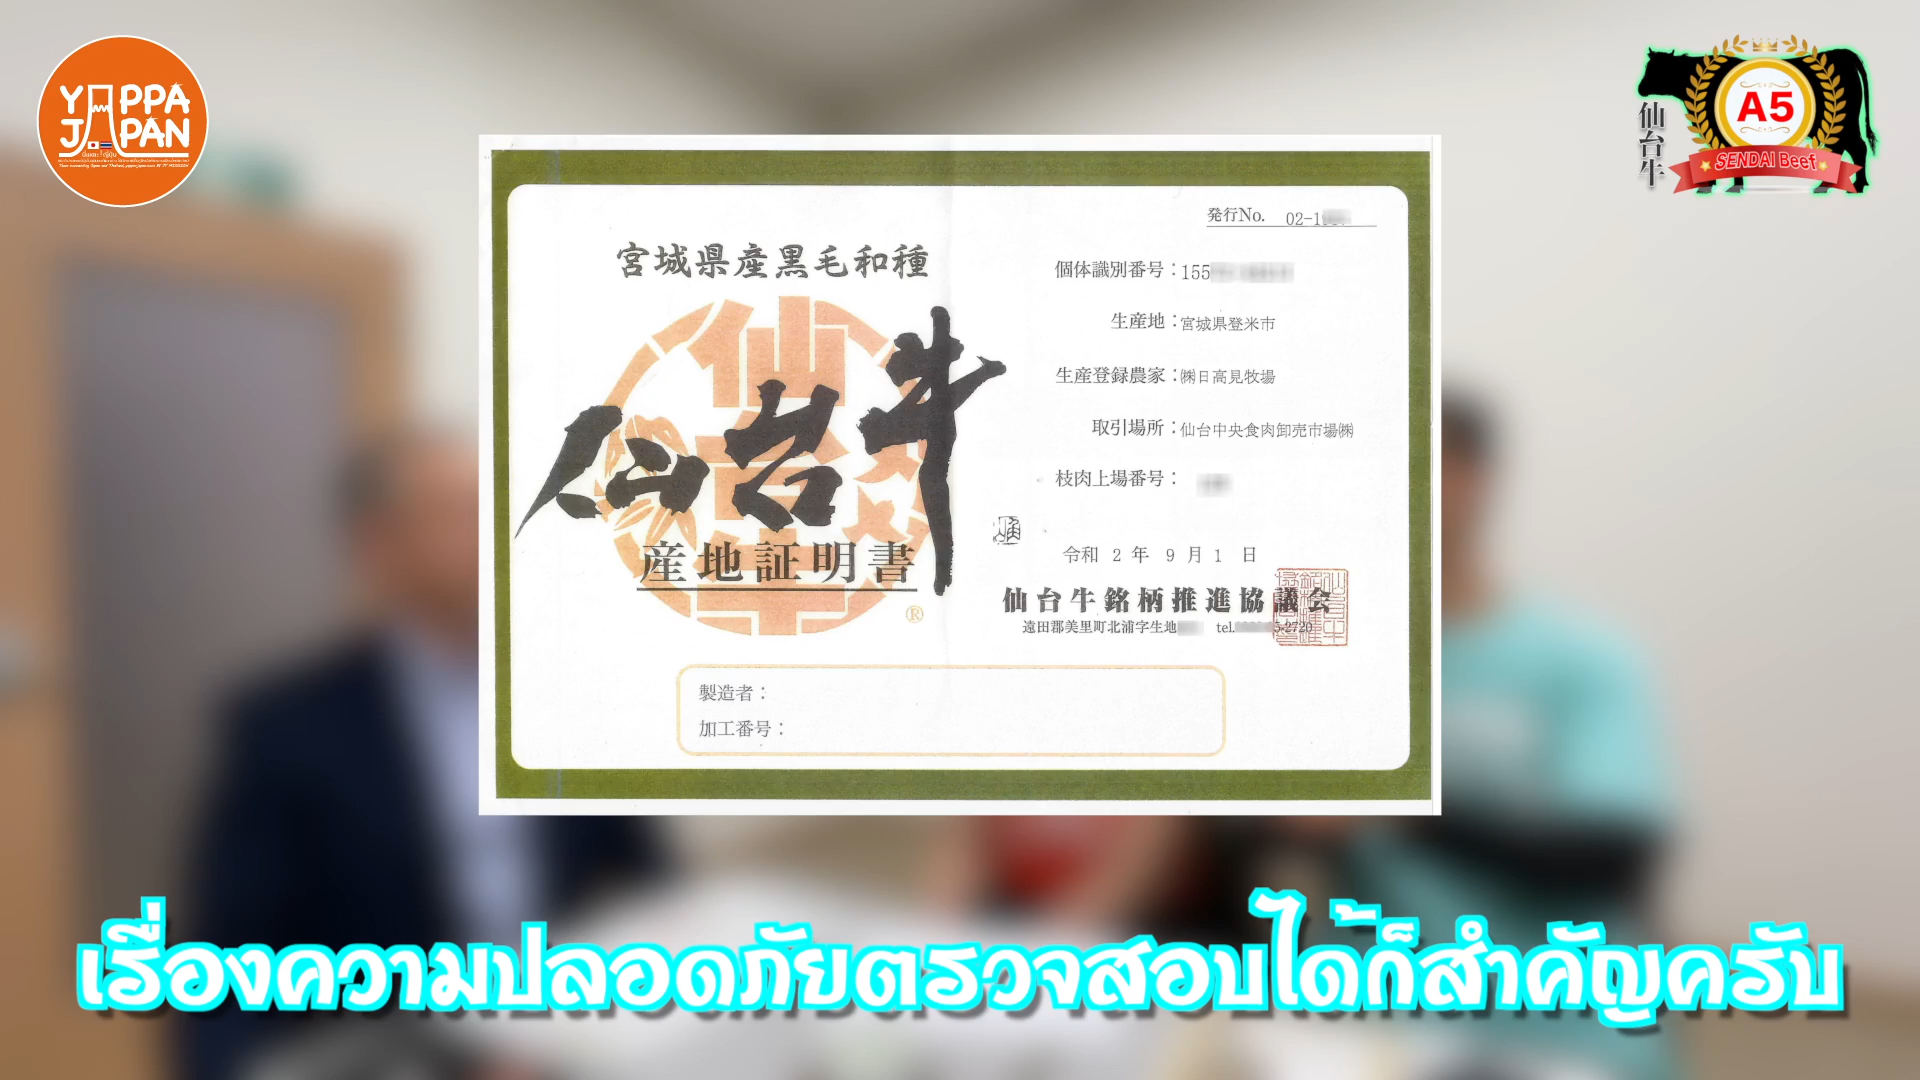 YAPPA
JAPAN
A5
SENDAI Beef
仙台牛
発行No. 02-1
宮城県産黒毛和種
個体識別番号：155
生産地：宮城県登米市
生産登録農家：㈱日高見牧場
取引場所：仙台中央食肉卸売市場㈱
枝肉上場番号：
仙台牛
産地証明書
®
令和 2 年 9 月 1 日
仙台牛銘柄推進協議会
遠田郡美里町北浦字生地 tel. 5-2720
製造者：
加工番号：
เรื่องความปลอดภัยตรวจสอบได้ก็สำคัญครับ